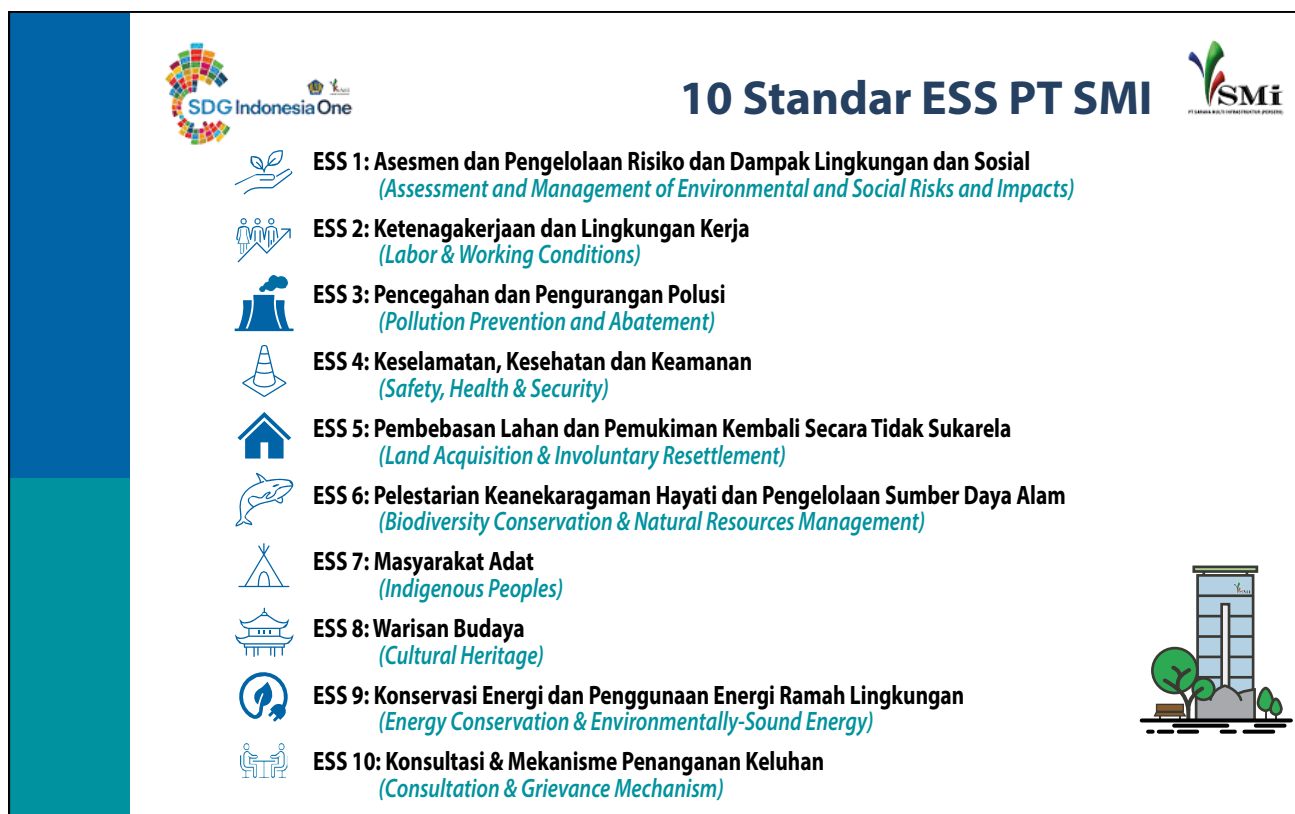 SDG Indonesia One
10 Standar ESS PT SMI
SMi
PT SARANA MULTI INFRASTRUKTUR (PERSERO)
ESS 1: Asesmen dan Pengelolaan Risiko dan Dampak Lingkungan dan Sosial
(Assessment and Management of Environmental and Social Risks and Impacts)
ESS 2: Ketenagakerjaan dan Lingkungan Kerja
(Labor & Working Conditions)
ESS 3: Pencegahan dan Pengurangan Polusi
(Pollution Prevention and Abatement)
ESS 4: Keselamatan, Kesehatan dan Keamanan
(Safety, Health & Security)
ESS 5: Pembebasan Lahan dan Pemukiman Kembali Secara Tidak Sukarela
(Land Acquisition & Involuntary Resettlement)
ESS 6: Pelestarian Keanekaragaman Hayati dan Pengelolaan Sumber Daya Alam
(Biodiversity Conservation & Natural Resources Management)
ESS 7: Masyarakat Adat
(Indigenous Peoples)
ESS 8: Warisan Budaya
(Cultural Heritage)
ESS 9: Konservasi Energi dan Penggunaan Energi Ramah Lingkungan
(Energy Conservation & Environmentally-Sound Energy)
ESS 10: Konsultasi & Mekanisme Penanganan Keluhan
(Consultation & Grievance Mechanism)